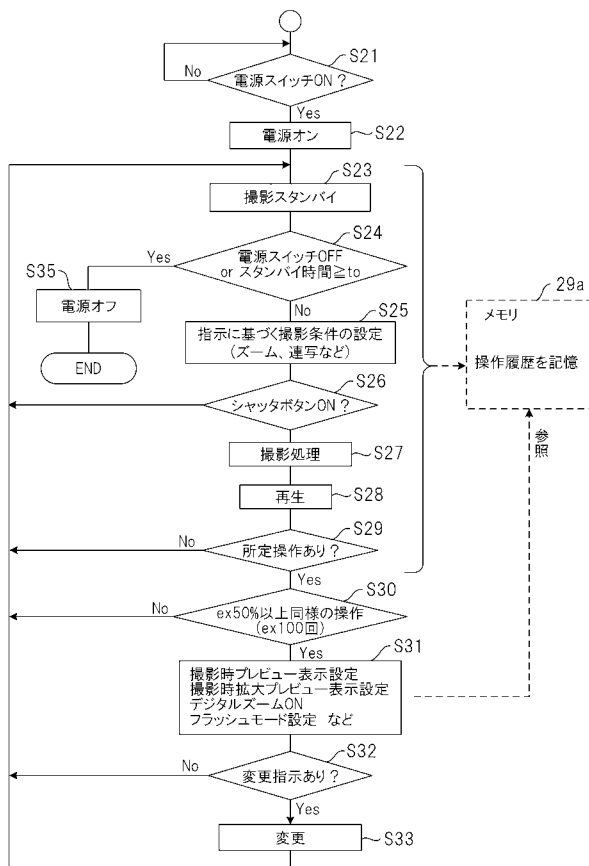 S21
No
電源スイッチON？
Yes
電源オン
S22
S23
撮影スタンバイ
S24
電源スイッチOFF
or スタンバイ時間≧to
Yes
S35
電源オフ
END
No
S25
指示に基づく撮影条件の設定
(ズーム、連写など)
29a
メモリ
操作履歴を記憶
参照
S26
シャッタボタンON？
撮影処理
S27
再生
S28
S29
No
所定操作あり？
Yes
S30
No
ex50%以上同様の操作
(ex100回)
Yes
S31
撮影時プレビュー表示設定
撮影時拡大プレビュー表示設定
デジタルズームON
フラッシュモード設定 など
S32
No
変更指示あり？
Yes
変更
S33